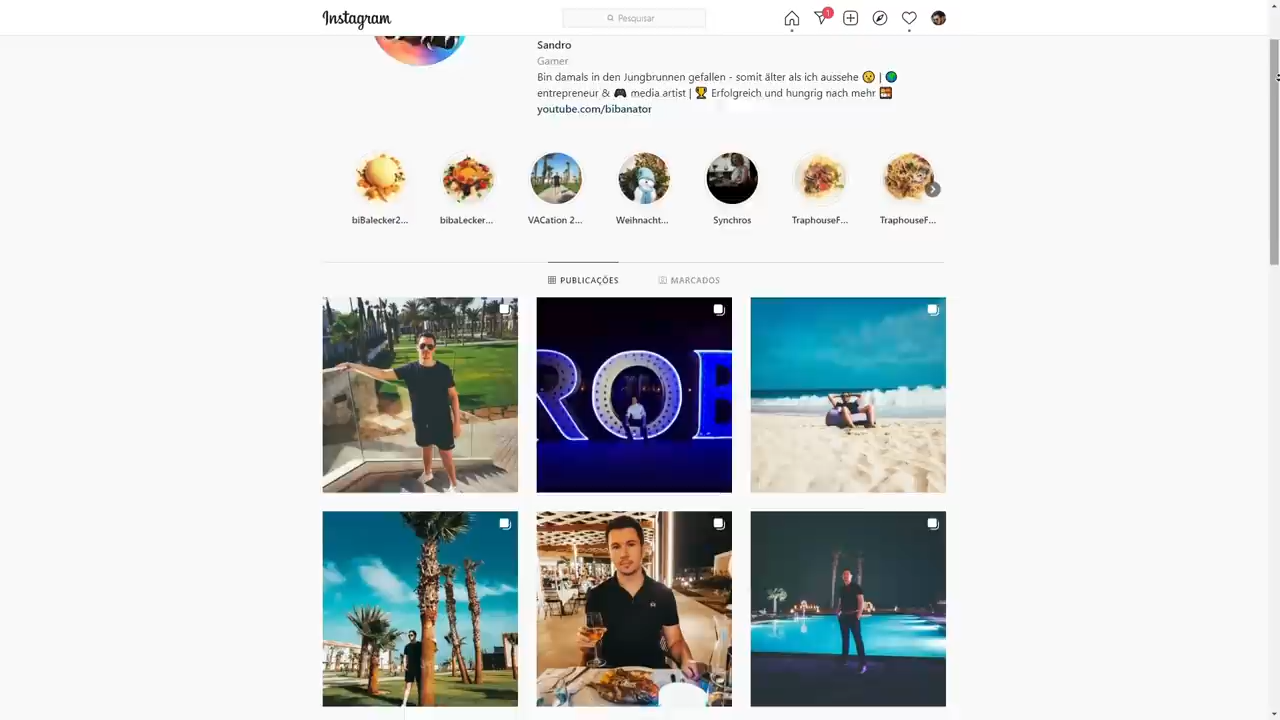 Instagram
Pesquisar
1
Sandro
Gamer
Bin damals in den Jungbrunnen gefallen - somit älter als ich aussehe 😮 | 🌍
entrepreneur & 🎮 media artist | 🏆 Erfolgreich und hungrig nach mehr 🍱
youtube.com/bibanator
biBalecker2...
bibaLecker...
VACation 2...
Weihnacht...
Synchros
TraphouseF...
TraphouseF...
PUBLICAÇÕES
MARCADOS
ROB